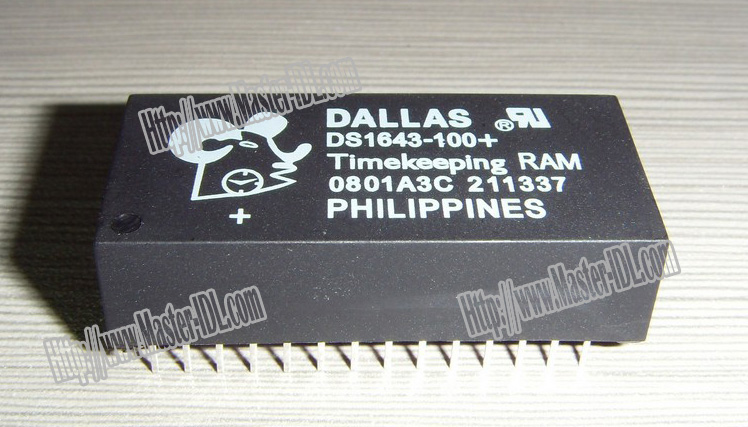 DALLAS ® UR
DS1643-100+
Timekeeping RAM
0801A3C 211337
PHILIPPINES
+
Http://www.Master-IDL.com
Http://www.Master-IDL.com
Http://www.Master-IDL.com